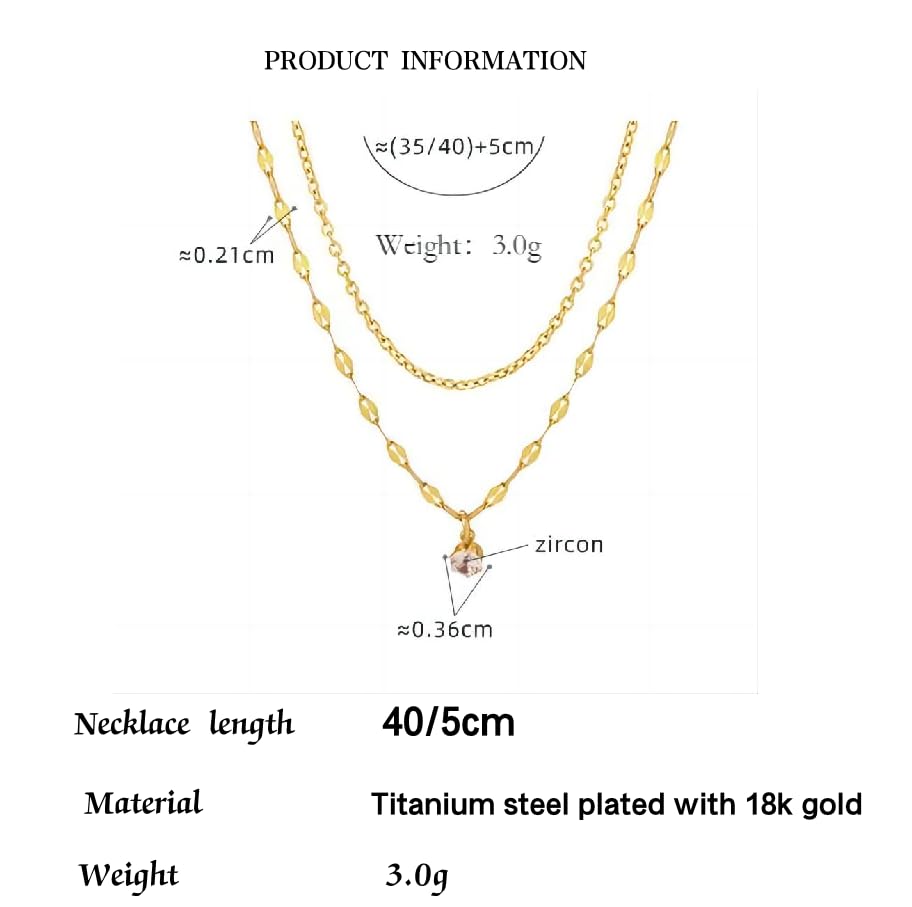 PRODUCT INFORMATION
≈(35/40)+5cm
≈0.21cm
Weight: 3.0g
zircon
≈0.36cm
Necklace length 40/5cm
Material Titanium steel plated with 18k gold
Weight 3.0g